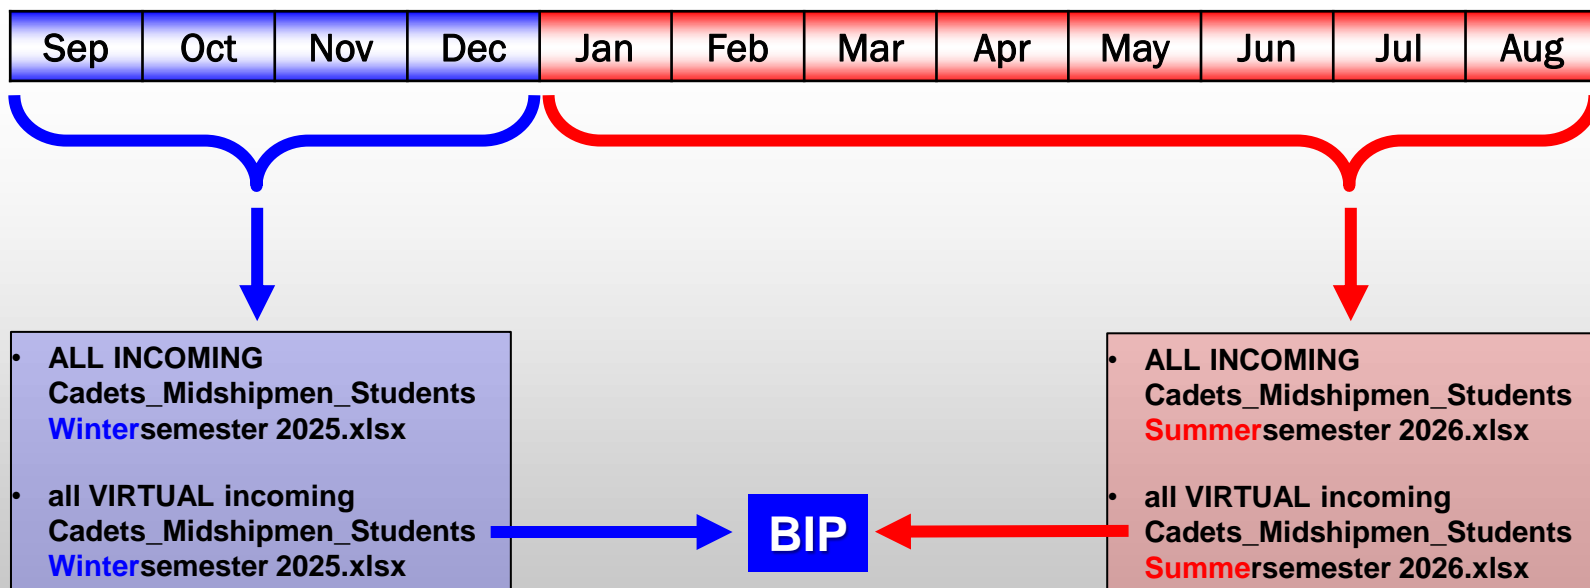 Sep Oct Nov Dec Jan Feb Mar Apr May Jun Jul Aug
• ALL INCOMING
Cadets_Midshipmen_Students
Wintersemester 2025.xlsx
• all VIRTUAL incoming
Cadets_Midshipmen_Students
Wintersemester 2025.xlsx
BIP
• ALL INCOMING
Cadets_Midshipmen_Students
Summersemester 2026.xlsx
• all VIRTUAL incoming
Cadets_Midshipmen_Students
Summersemester 2026.xlsx